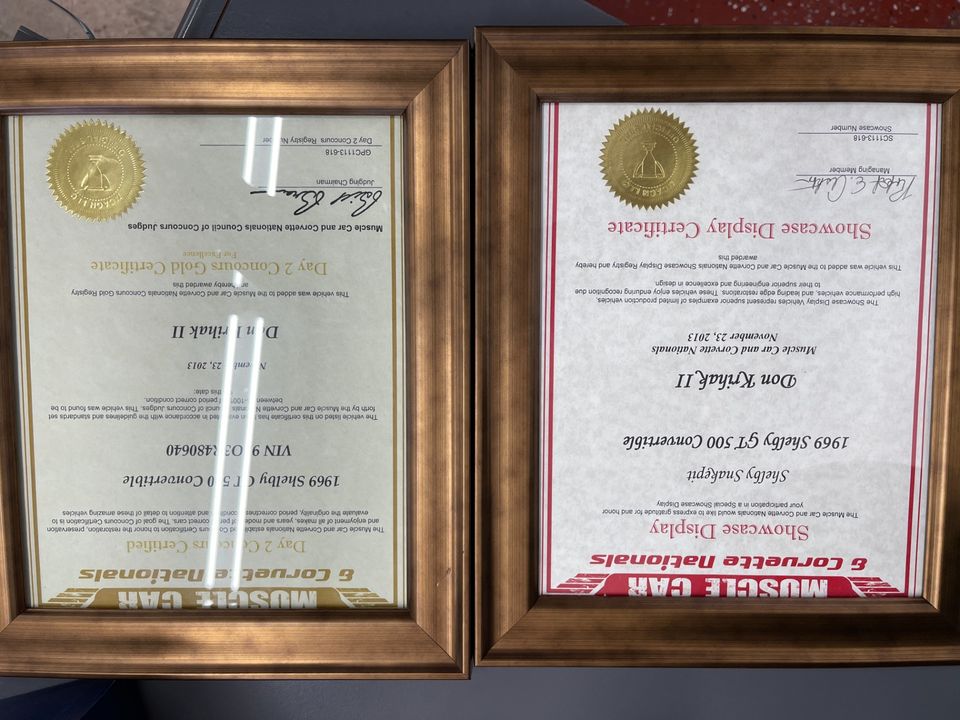 MUSCLE CAR
& Corvette Nationals
Showcase Display
The Muscle Car and Corvette Nationals would like to express gratitude for and honor
your participation in a Special Showcase Display
Shelby Snakepit
1969 Shelby GT 500 Convertible
Don Krihak II
Muscle Car and Corvette Nationals
November 23, 2013
The Showcase Display Vehicles represent superior examples of limited production vehicles,
high performance vehicles, and leading edge restorations. These vehicles enjoy enduring recognition due
to their superior engineering and excellence in design.
This vehicle was added to the Muscle Car and Corvette Nationals Showcase Display Registry and hereby
awarded this
Showcase Display Certificate
Managing Member
SC1113-618
Showcase Number
MUSCLE CAR
& Corvette Nationals
Day 2 Concours Certified
The Muscle Car and Corvette Nationals established Concours Certification to honor the restoration, preservation
and enjoyment of all makes, years and models of period correct cars. The goal of Concours Certification is to
evaluate the originality, period correctness, condition and attention to detail of these amazing vehicles
1969 Shelby GT 500 Convertible
VIN
The vehicle listed on this certificate has been evaluated in accordance with the guidelines and standards set
forth by the Muscle Car and Corvette Nationals Council of Concours Judges. This vehicle was found to be
between period correct condition.
this date:
November 23, 2013
Don Krihak II
This vehicle was added to the Muscle Car and Corvette Nationals Concours Gold Registry
and hereby awarded this
Day 2 Concours Gold Certificate
For Excellence
Muscle Car and Corvette Nationals Council of Concours Judges
Judging Chairman
GPC1113-618
Day 2 Concours Registry Number